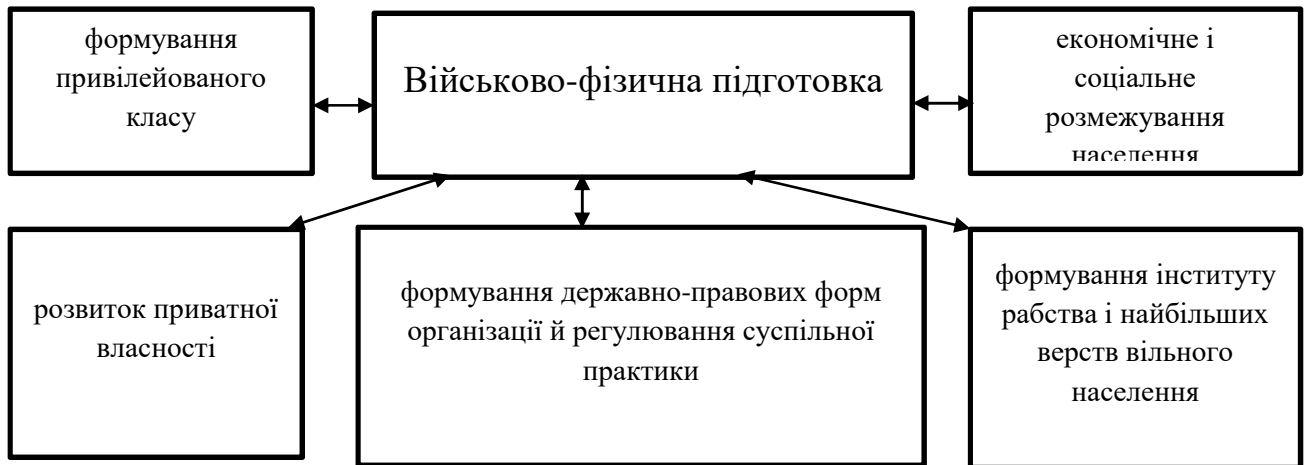 формування
привілейованого
класу
Військово-фізична підготовка
економічне і
соціальне
розмежування
населення
розвиток приватної
власності
формування державно-правових форм
організації й регулювання суспільної
практики
формування інституту
рабства і найбільших
верств вільного
населення